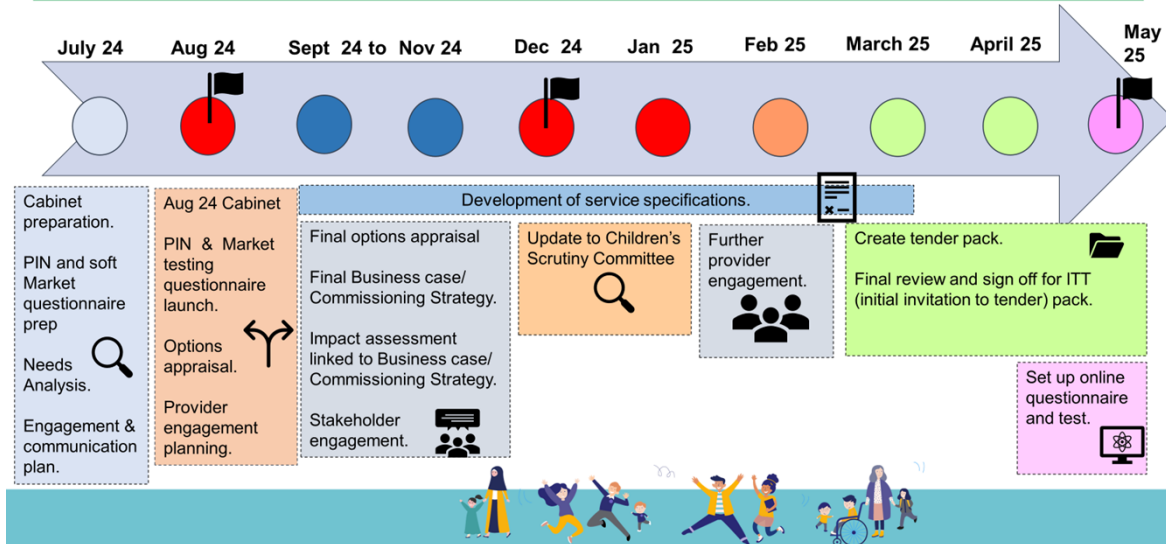 July 24
Aug 24
Sept 24 to Nov 24
Dec 24
Jan 25
Feb 25
March 25
April 25
May
25
Cabinet
preparation.
PIN and soft
Market
questionnaire
prep
Needs
Analysis.
Engagement &
communication
plan.
Aug 24 Cabinet
PIN & Market
testing
questionnaire
launch.
Options
appraisal.
Provider
engagement
planning.
Development of service specifications.
Final options appraisal
Final Business case/
Commissioning Strategy.
Impact assessment
linked to Business case/
Commissioning Strategy.
Stakeholder
engagement.
Update to Children's
Scrutiny Committee
Further
provider
engagement.
Create tender pack.
Final review and sign off for ITT
(initial invitation to tender) pack.
Set up online
questionnaire
and test.